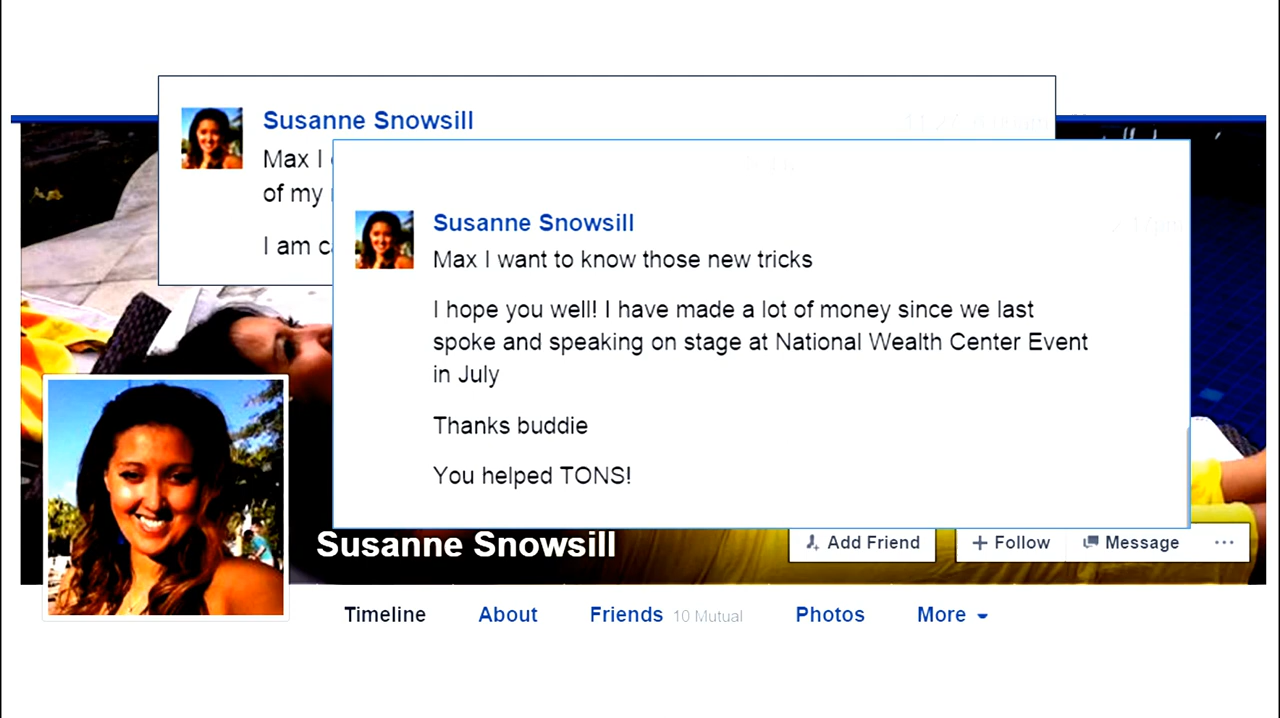 Susanne Snowsill
Max I
of my
I am ca
Susanne Snowsill
Max I want to know those new tricks
I hope you well! I have made a lot of money since we last
spoke and speaking on stage at National Wealth Center Event
in July
Thanks buddie
You helped TONS!
Susanne Snowsill
Add Friend
Follow
Message
Timeline
About
Friends 10 Mutual
Photos
More